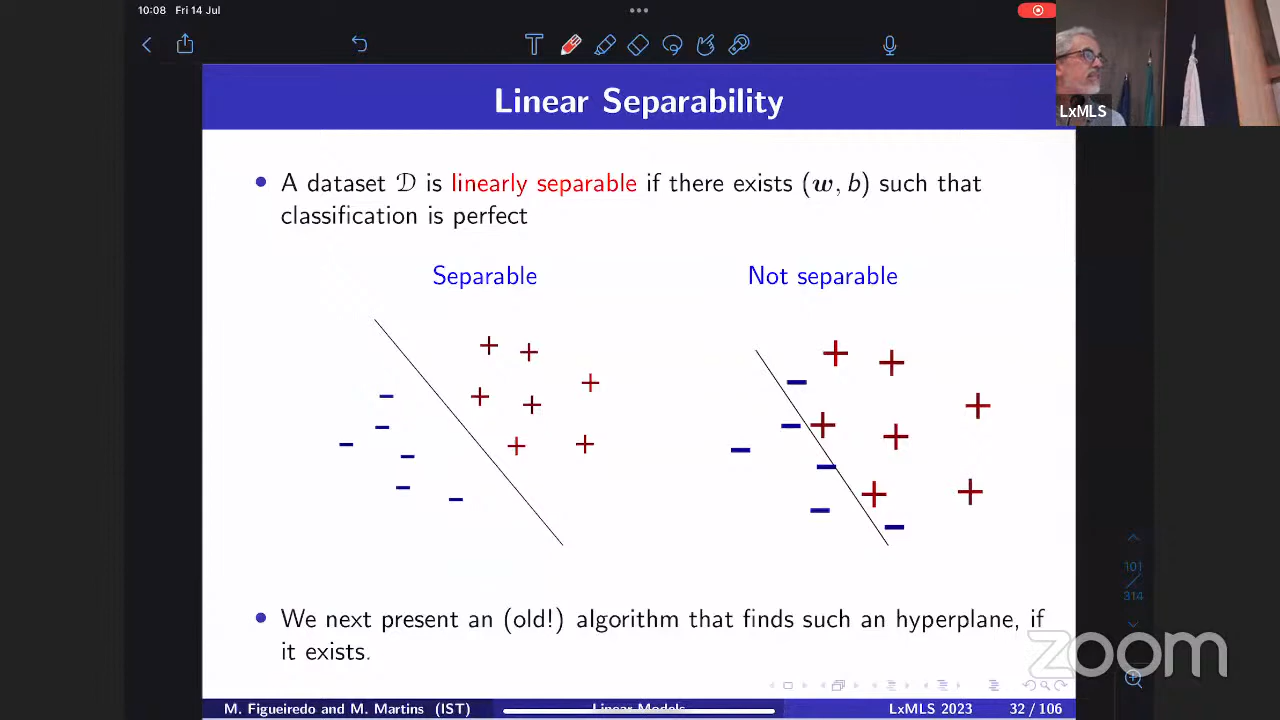 10:08 Fri 14 Jul
LxMLS
Linear Separability
A dataset 𝒟 is linearly separable if there exists (w, b) such that
classification is perfect
Separable
Not separable
101
314
We next present an (old!) algorithm that finds such an hyperplane, if
it exists.
zoom
M. Figueiredo and M. Martins (IST)
Linear Models
LxMLS 2023
32 / 106